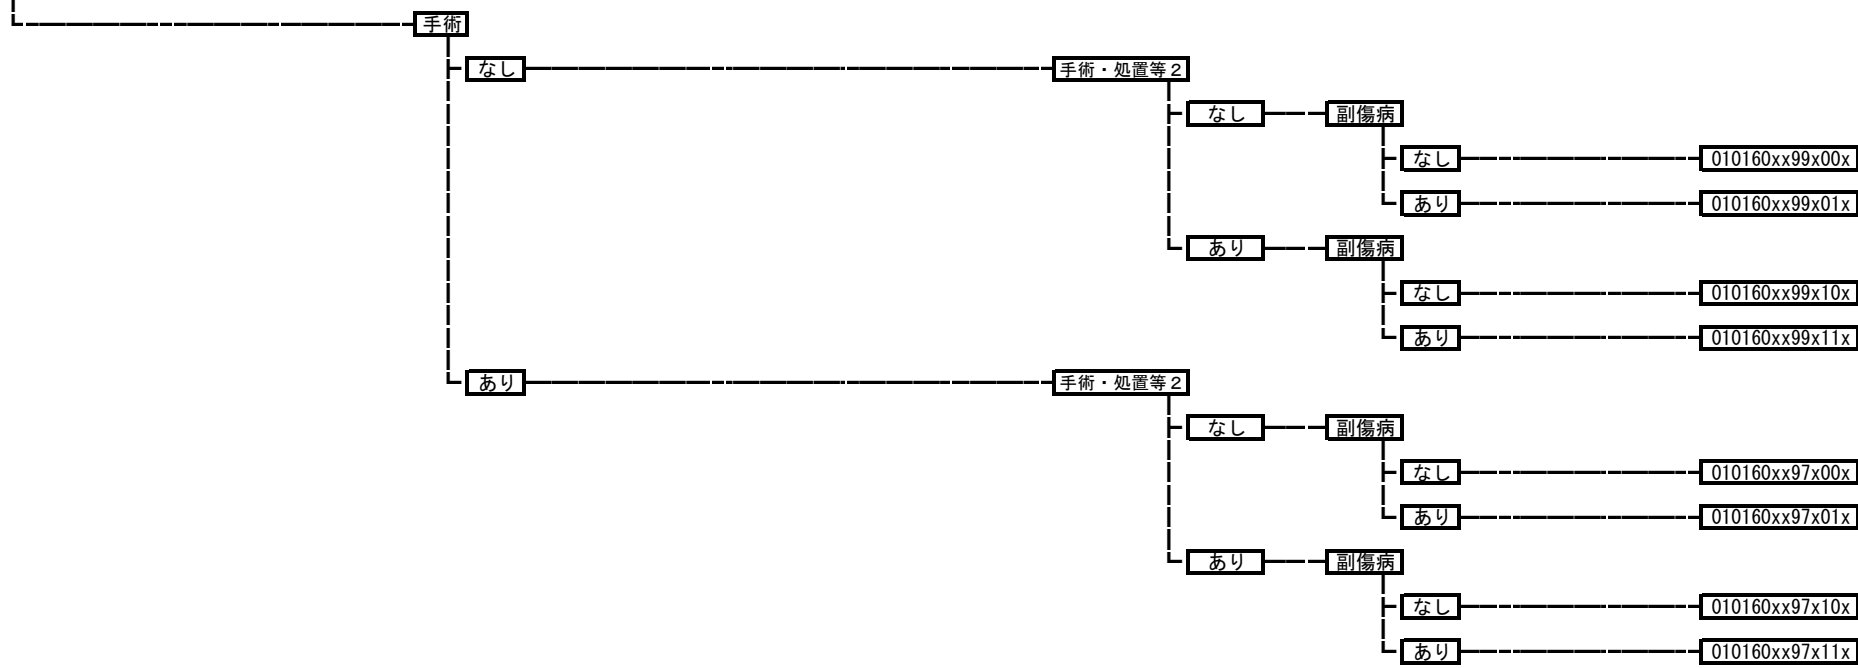 手術
なし 手術・処置等2
なし 副傷病
なし 010160xx99x00x
あり 010160xx99x01x
あり 副傷病
なし 010160xx99x10x
あり 010160xx99x11x
あり 手術・処置等2
なし 副傷病
なし 010160xx97x00x
あり 010160xx97x01x
あり 副傷病
なし 010160xx97x10x
あり 010160xx97x11x